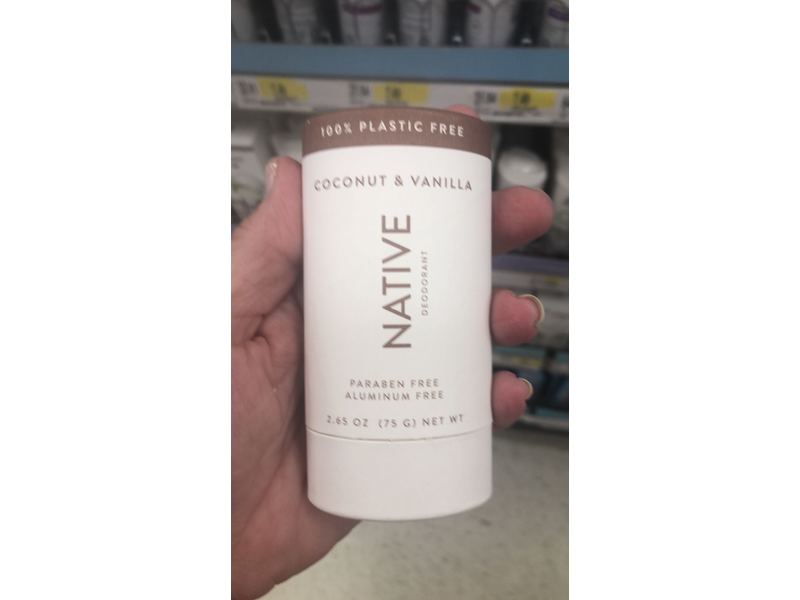 100% PLASTIC FREE
COCONUT & VANILLA
NATIVE
DEODORANT
PARABEN FREE
ALUMINUM FREE
2.65 OZ (75 G) NET WT